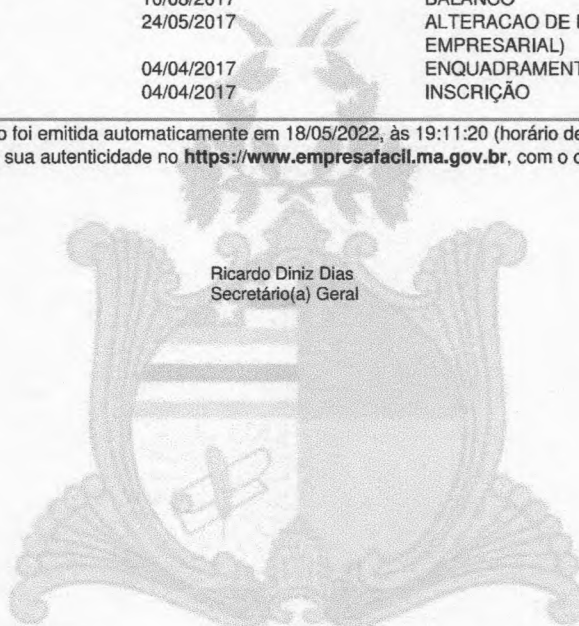 BALANCO
24/05/2017 ALTERACAO DE
EMPRESARIAL)
04/04/2017 ENQUADRAMENT
04/04/2017 INSCRIÇÃO
o foi emitida automaticamente em 18/05/2022, às 19:11:20 (horário de
sua autenticidade no https://www.empresafacil.ma.gov.br, com o
Ricardo Diniz Dias
Secretário(a) Geral